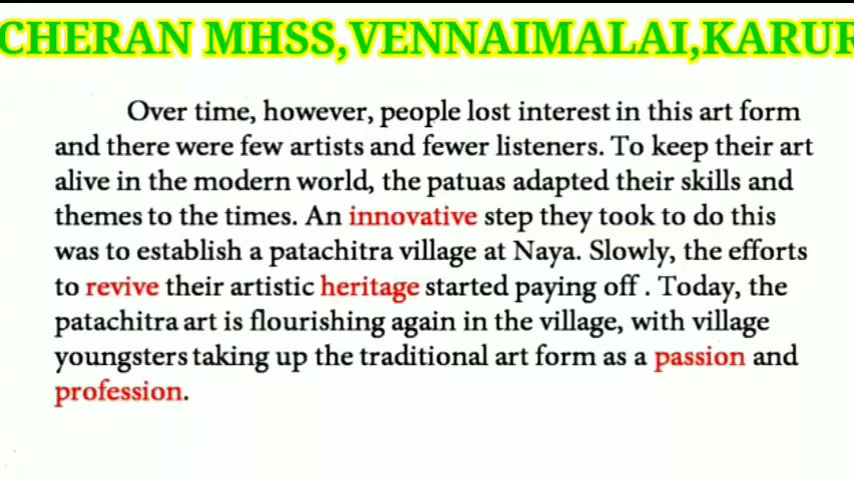 CHERAN MHSS,VENNAIMALAI,KARUR
Over time, however, people lost interest in this art form
and there were few artists and fewer listeners. To keep their art
alive in the modern world, the patuas adapted their skills and
themes to the times. An innovative step they took to do this
was to establish a patachitra village at Naya. Slowly, the efforts
to revive their artistic heritage started paying off . Today, the
patachitra art is flourishing again in the village, with village
youngsters taking up the traditional art form as a passion and
profession.